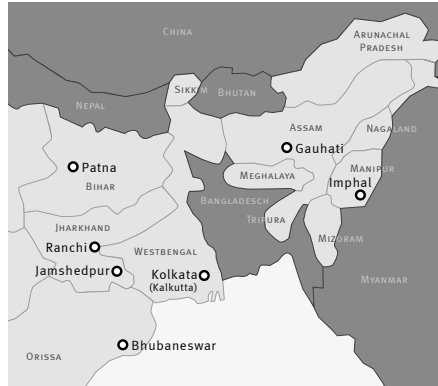 CHINA
ARUNACHAL
PRADESH
SIKKIM
BHUTAN
NEPAL
ASSAM
NAGALAND
Gauhati
Patna
MEGHALAYA
MANIPUR
Imphal
BIHAR
BANGLADESH
TRIPURA
JHARKHAND
MIZORAM
Ranchi
WESTBENGAL
Jamshedpur
Kolkata
(Kalkutta)
MYANMAR
Bhubaneswar
ORISSA